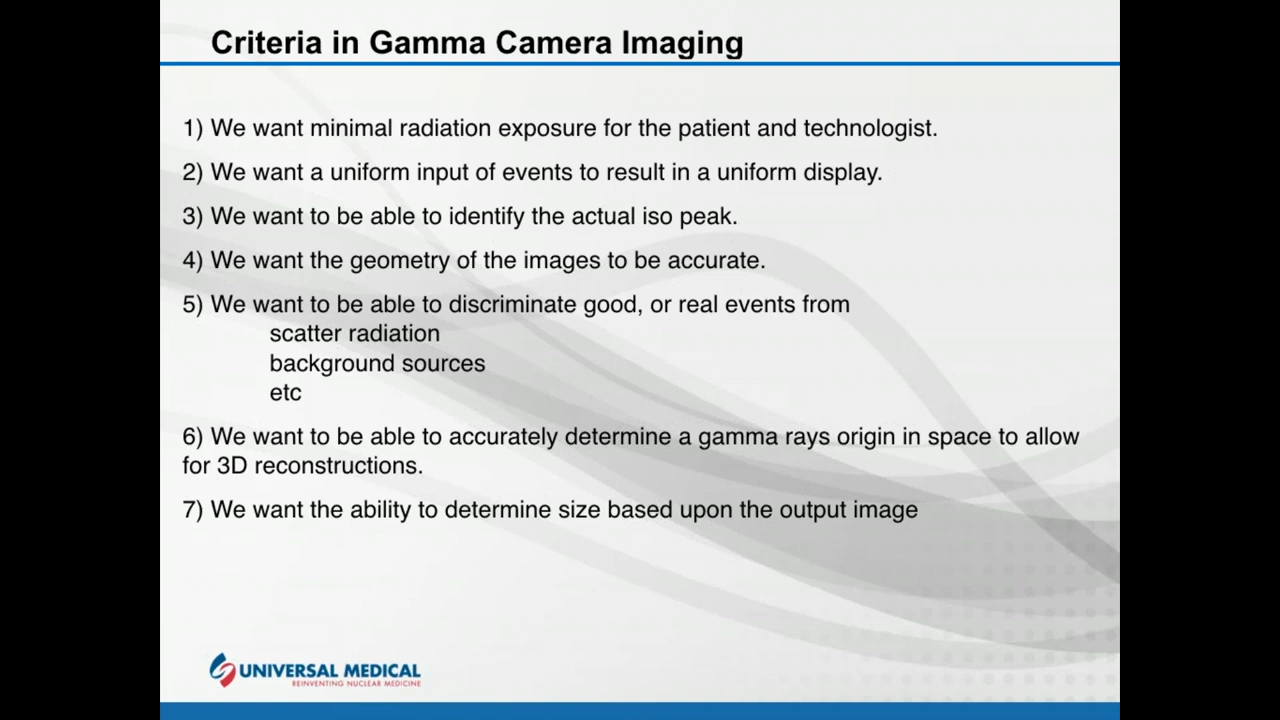 Criteria in Gamma Camera Imaging
1) We want minimal radiation exposure for the patient and technologist.
2) We want a uniform input of events to result in a uniform display.
3) We want to be able to identify the actual iso peak.
4) We want the geometry of the images to be accurate.
5) We want to be able to discriminate good, or real events from
scatter radiation
background sources
etc
6) We want to be able to accurately determine a gamma rays origin in space to allow
for 3D reconstructions.
7) We want the ability to determine size based upon the output image
UNIVERSAL MEDICAL
REINVENTING NUCLEAR MEDICINE